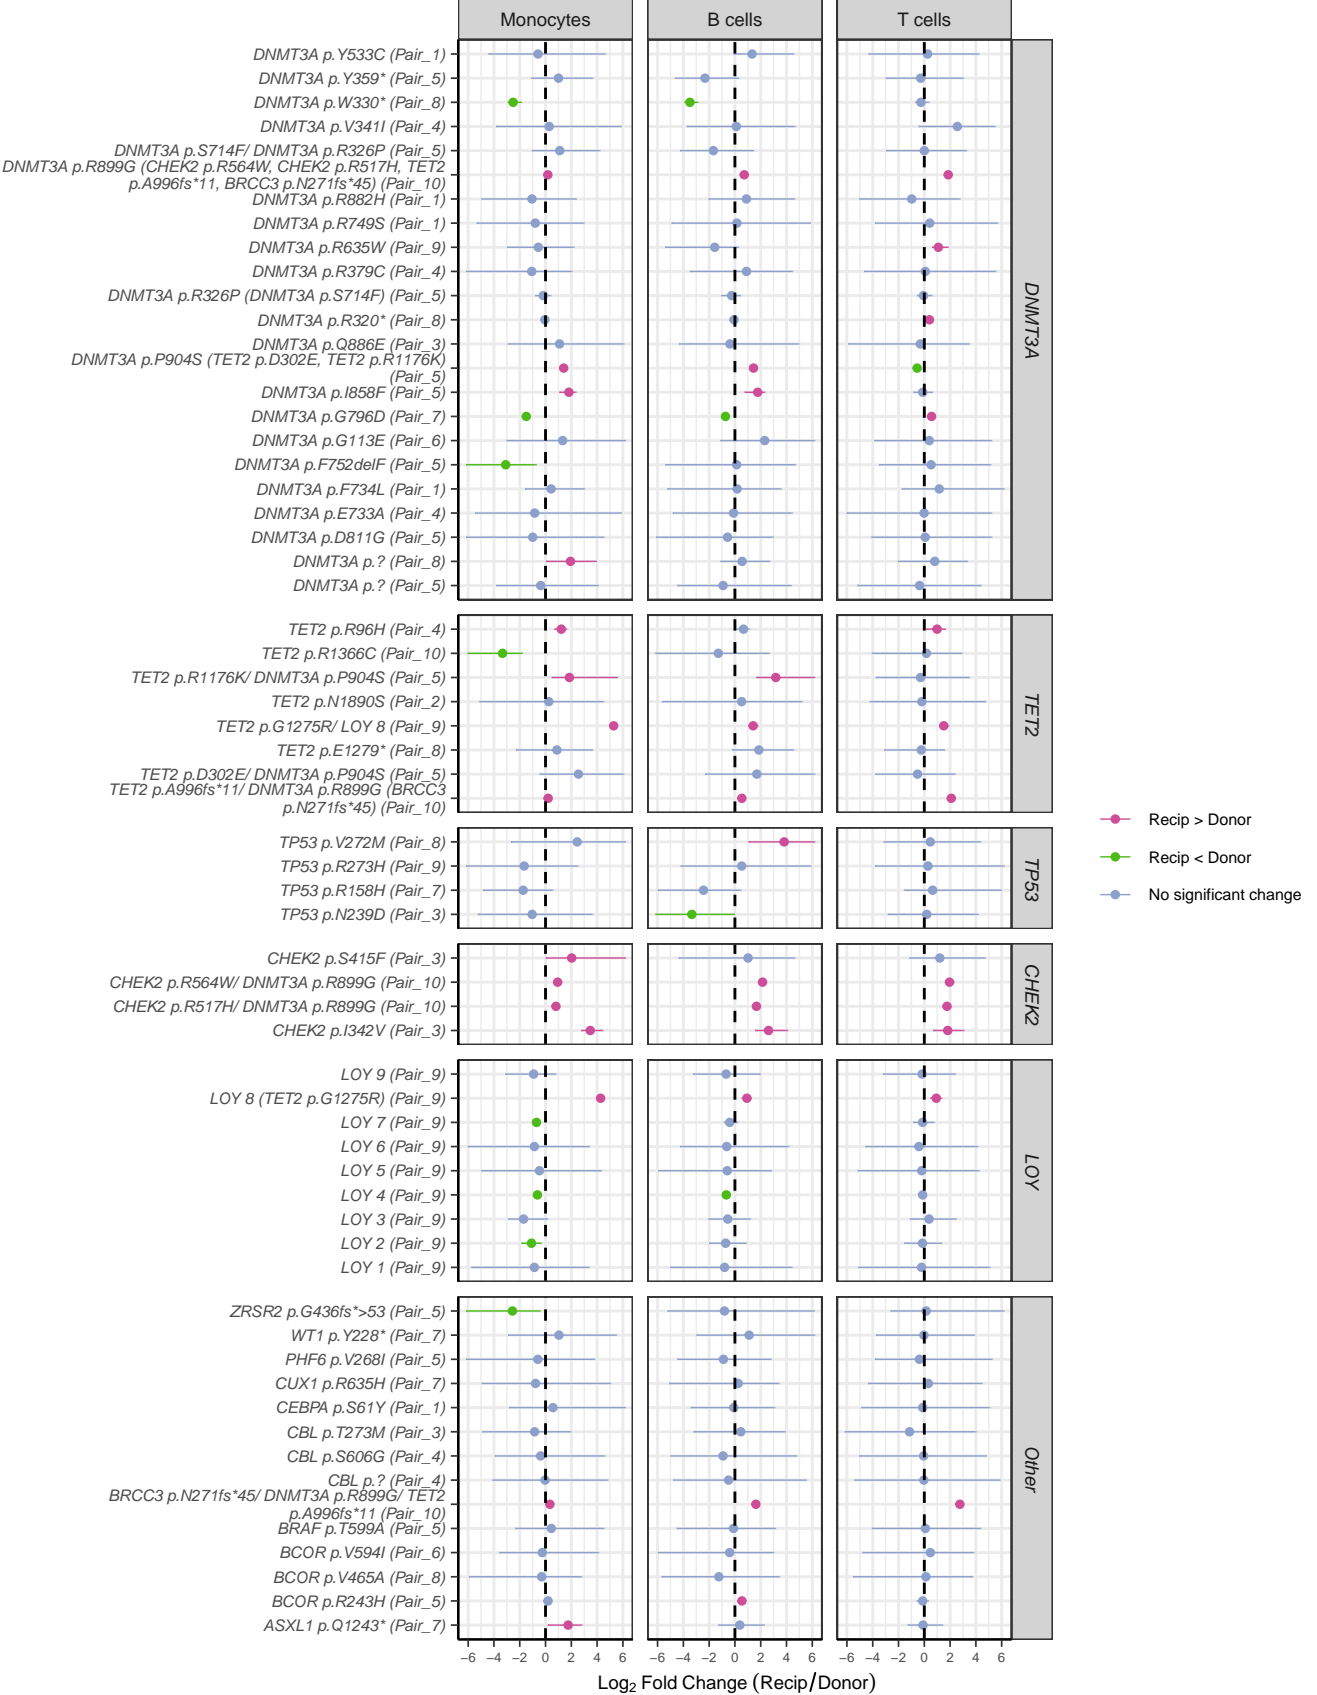 Monocytes
B cells
T cells
DNMT3A p.Y533C (Pair_1)
DNMT3A p.Y359* (Pair_5)
DNMT3A p.W330* (Pair_8)
DNMT3A p.V341I (Pair_4)
DNMT3A p.S714F/ DNMT3A p.R326P (Pair_5)
DNMT3A p.R899G (CHEK2 p.R564W, CHEK2 p.R517H, TET2
p.A996fs*11, BRCC3 p.N271fs*45) (Pair_10)
DNMT3A p.R882H (Pair_1)
DNMT3A p.R749S (Pair_1)
DNMT3A p.R635W (Pair_9)
DNMT3A p.R379C (Pair_4)
DNMT3A p.R326P (DNMT3A p.S714F) (Pair_5)
DNMT3A p.R320* (Pair_8)
DNMT3A p.Q886E (Pair_3)
DNMT3A p.P904S (TET2 p.D302E, TET2 p.R1176K)
(Pair_5)
DNMT3A p.I858F (Pair_5)
DNMT3A p.G796D (Pair_7)
DNMT3A p.G113E (Pair_6)
DNMT3A p.F752delF (Pair_5)
DNMT3A p.F734L (Pair_1)
DNMT3A p.E733A (Pair_4)
DNMT3A p.D811G (Pair_5)
DNMT3A p.? (Pair_8)
DNMT3A p.? (Pair_5)
DNMT3A
TET2 p.R96H (Pair_4)
TET2 p.R1366C (Pair_10)
TET2 p.R1176K/ DNMT3A p.P904S (Pair_5)
TET2 p.N1890S (Pair_2)
TET2 p.G1275R/ LOY 8 (Pair_9)
TET2 p.E1279* (Pair_8)
TET2 p.D302E/ DNMT3A p.P904S (Pair_5)
TET2 p.A996fs*11/ DNMT3A p.R899G (BRCC3
p.N271fs*45) (Pair_10)
TET2
TP53 p.V272M (Pair_8)
TP53 p.R273H (Pair_9)
TP53 p.R158H (Pair_7)
TP53 p.N239D (Pair_3)
TP53
CHEK2 p.S415F (Pair_3)
CHEK2 p.R564W/ DNMT3A p.R899G (Pair_10)
CHEK2 p.R517H/ DNMT3A p.R899G (Pair_10)
CHEK2 p.I342V (Pair_3)
CHEK2
LOY 9 (Pair_9)
LOY 8 (TET2 p.G1275R) (Pair_9)
LOY 7 (Pair_9)
LOY 6 (Pair_9)
LOY 5 (Pair_9)
LOY 4 (Pair_9)
LOY 3 (Pair_9)
LOY 2 (Pair_9)
LOY 1 (Pair_9)
LOY
ZRSR2 p.G436fs*>53 (Pair_5)
WT1 p.Y228* (Pair_7)
PHF6 p.V268I (Pair_5)
CUX1 p.R635H (Pair_7)
CEBPA p.S61Y (Pair_1)
CBL p.T273M (Pair_3)
CBL p.S606G (Pair_4)
CBL p.? (Pair_4)
BRCC3 p.N271fs*45/ DNMT3A p.R899G/ TET2
p.A996fs*11 (Pair_10)
BRAF p.T599A (Pair_5)
BCOR p.V594I (Pair_6)
BCOR p.V465A (Pair_8)
BCOR p.R243H (Pair_5)
ASXL1 p.Q1243* (Pair_7)
Other
−6 −4 −2 0 2 4 6
−6 −4 −2 0 2 4 6
−6 −4 −2 0 2 4 6
Log₂ Fold Change (Recip/Donor)
Recip > Donor
Recip < Donor
No significant change